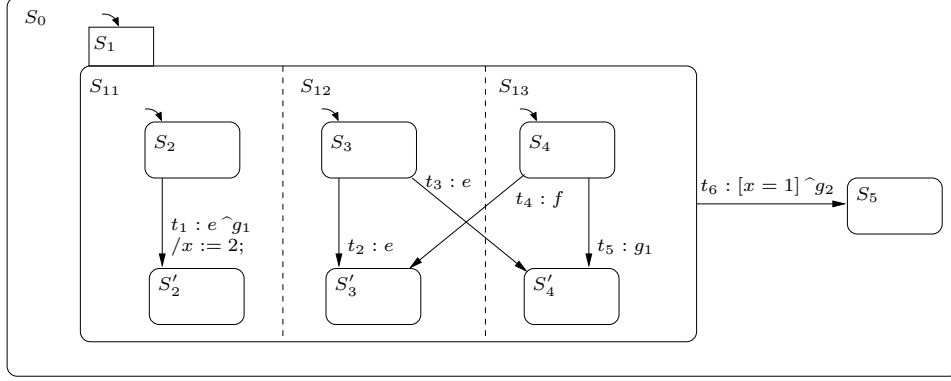 S₀
S₁
S₁₁
S₁₂
S₁₃
S₂
S₃
S₄
t₃ : e
t₄ : f
t₆ : [x = 1] ^g₂
S₅
t₁ : e ^g₁
/x := 2;
t₂ : e
t₅ : g₁
S′₂
S′₃
S′₄